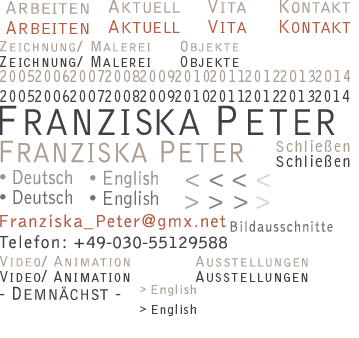 Arbeiten Aktuell Vita Kontakt
Arbeiten Aktuell Vita Kontakt
Zeichnung/ Malerei Objekte
Zeichnung/ Malerei Objekte
2005200620072008200920102011201220132014
2005200620072008200920102011201220132014
Franziska Peter
Franziska Peter Schließen
Schließen
• Deutsch • English < < < <
• Deutsch • English > > > >
Franziska_Peter@gmx.net Bildausschnitte
Telefon: +49-030-55129588
Video/ Animation Ausstellungen
Video/ Animation Ausstellungen
- Demnächst - > English
> English